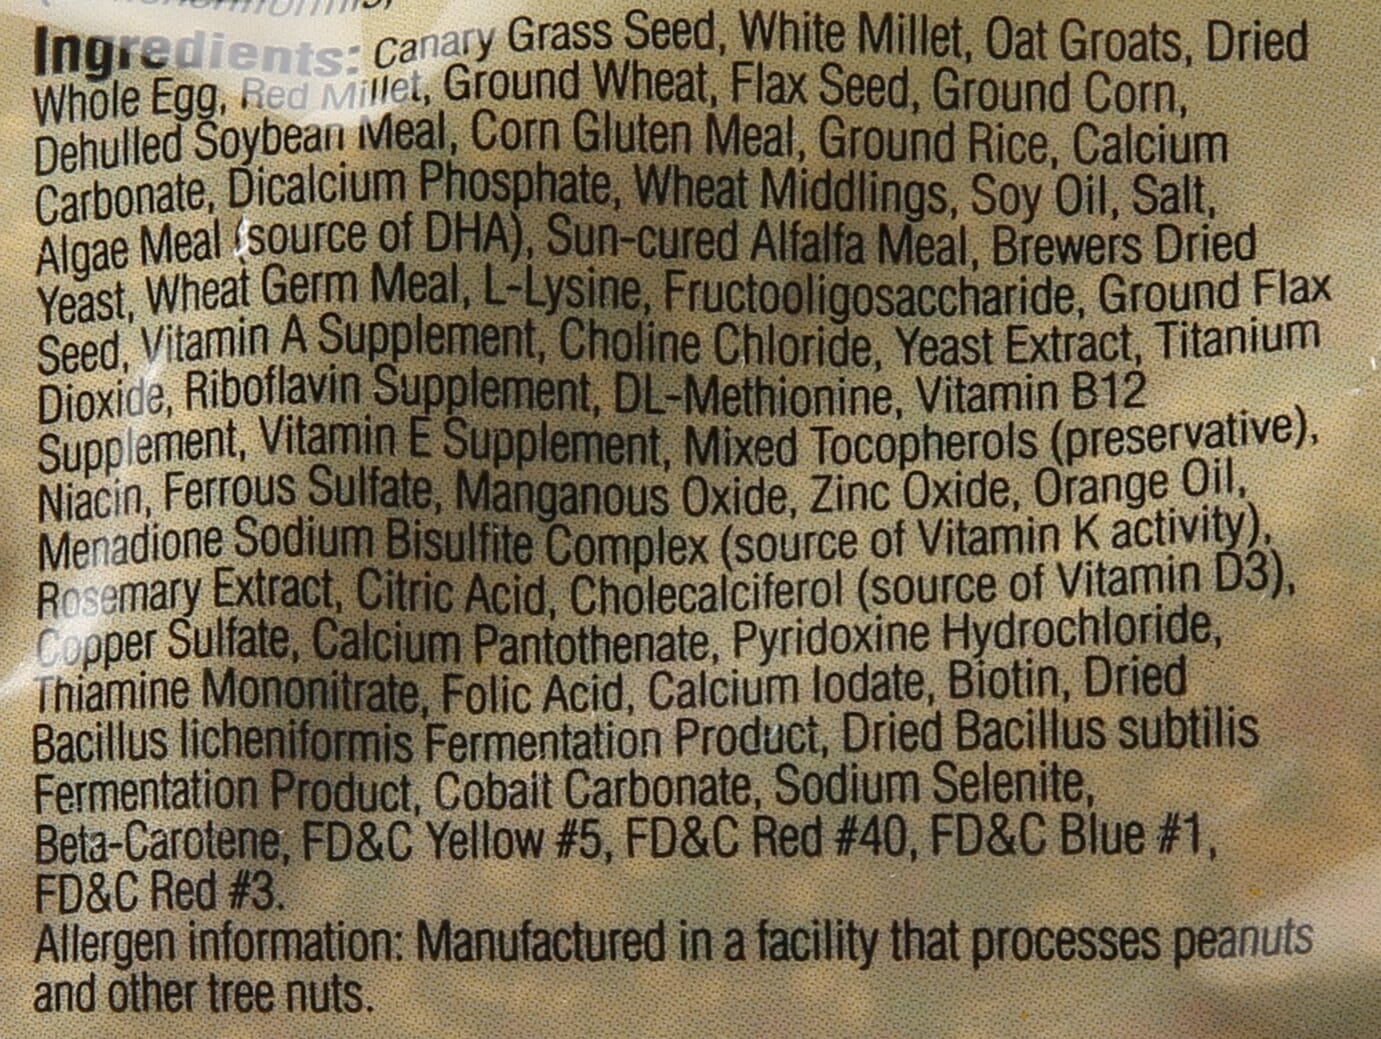 Ingredients: Canary Grass Seed, White Millet, Oat Groats, Dried
Whole Egg, Red Millet, Ground Wheat, Flax Seed, Ground Corn,
Dehulled Soybean Meal, Corn Gluten Meal, Ground Rice, Calcium
Carbonate, Dicalcium Phosphate, Wheat Middlings, Soy Oil, Salt,
Algae Meal (source of DHA), Sun-cured Alfalfa Meal, Brewers Dried
Yeast, Wheat Germ Meal, L-Lysine, Fructooligosaccharide, Ground Flax
Seed, Vitamin A Supplement, Choline Chloride, Yeast Extract, Titanium
Dioxide, Riboflavin Supplement, DL-Methionine, Vitamin B12
Supplement, Vitamin E Supplement, Mixed Tocopherols (preservative),
Niacin, Ferrous Sulfate, Manganous Oxide, Zinc Oxide, Orange Oil,
Menadione Sodium Bisulfite Complex (source of Vitamin K activity),
Rosemary Extract, Citric Acid, Cholecalciferol (source of Vitamin D3),
Copper Sulfate, Calcium Pantothenate, Pyridoxine Hydrochloride,
Thiamine Mononitrate, Folic Acid, Calcium Iodate, Biotin, Dried
Bacillus licheniformis Fermentation Product, Dried Bacillus subtilis
Fermentation Product, Cobalt Carbonate, Sodium Selenite,
Beta-Carotene, FD&C Yellow #5, FD&C Red #40, FD&C Blue #1,
FD&C Red #3.
Allergen information: Manufactured in a facility that processes peanuts
and other tree nuts.